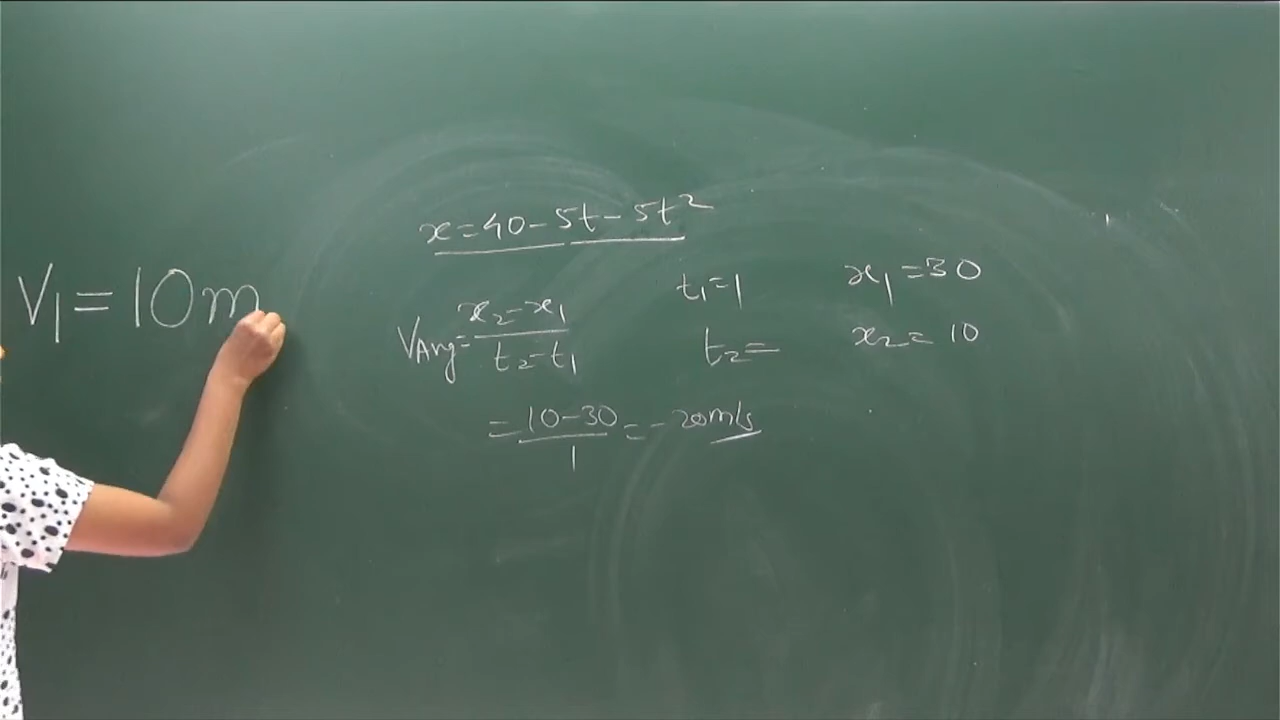 x=40-5t-5t²
V₁=10m
t₁=1
x₁=30
V_Avg=(x₂-x₁)/(t₂-t₁)
t₂=
x₂=10
=(10-30)/1=-20m/s